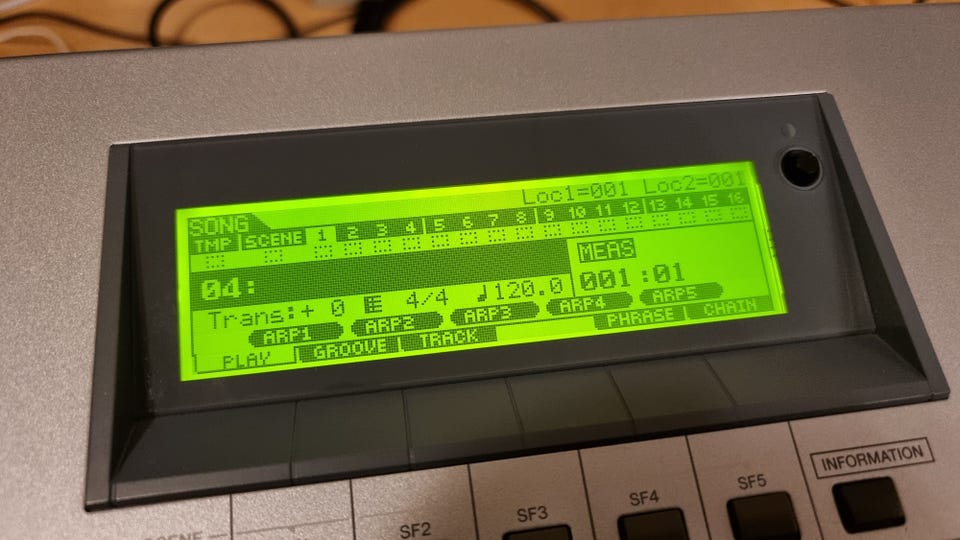 Loc1=001 Loc2=001
SONG
TMP SCENE 1 2 3 4 5 6 7 8 9 10 11 12 13 14 15 16
04: MEAS
Trans:+ 0 4/4 ♩120.0 001:01
ARP1 ARP2 ARP3 ARP4 ARP5
PLAY GROOVE TRACK PHRASE CHAIN
INFORMATION
SCENE SF2 SF3 SF4 SF5